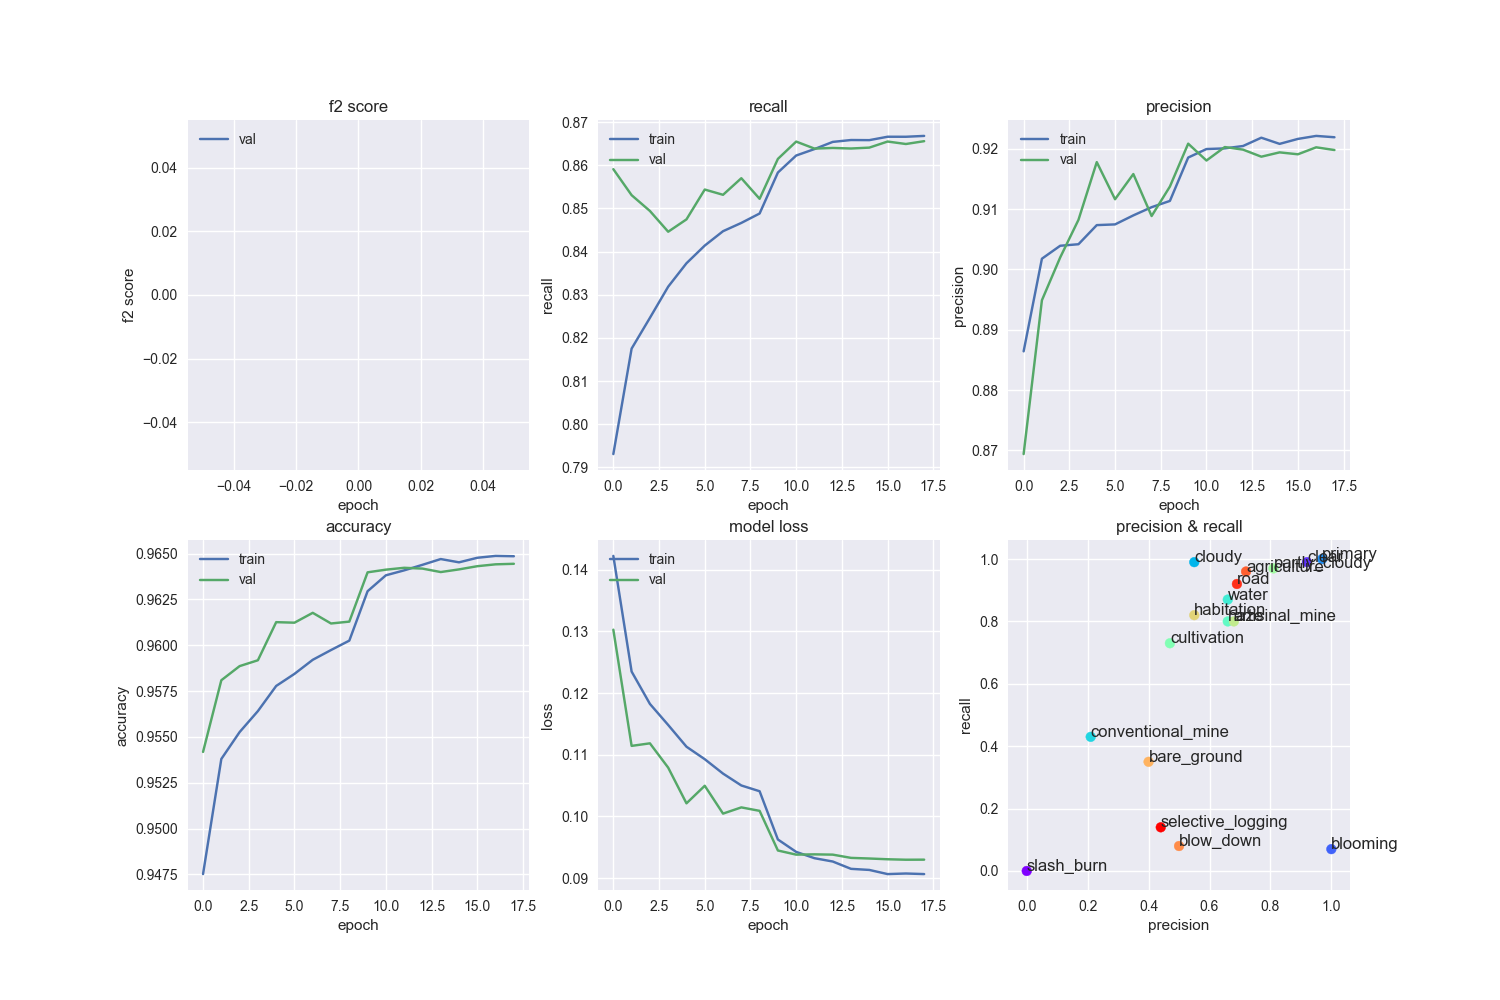 f2 score
val
0.04
0.02
0.00
−0.02
−0.04
f2 score
−0.04 −0.02 0.00 0.02 0.04
epoch
recall
train
val
0.87
0.86
0.85
0.84
0.83
0.82
0.81
0.80
0.79
recall
0.0 2.5 5.0 7.5 10.0 12.5 15.0 17.5
epoch
precision
train
val
0.92
0.91
0.90
0.89
0.88
0.87
precision
0.0 2.5 5.0 7.5 10.0 12.5 15.0 17.5
epoch
accuracy
train
val
0.9650
0.9625
0.9600
0.9575
0.9550
0.9525
0.9500
0.9475
accuracy
0.0 2.5 5.0 7.5 10.0 12.5 15.0 17.5
epoch
model loss
train
val
0.14
0.13
0.12
0.11
0.10
0.09
loss
0.0 2.5 5.0 7.5 10.0 12.5 15.0 17.5
epoch
precision & recall
1.0
0.8
0.6
0.4
0.2
0.0
recall
primary
cloudy
agriculture
road
water
habitation
cultivation
conventional_mine
bare_ground
selective_logging
blow_down
blooming
slash_burn
0.0 0.2 0.4 0.6 0.8 1.0
precision